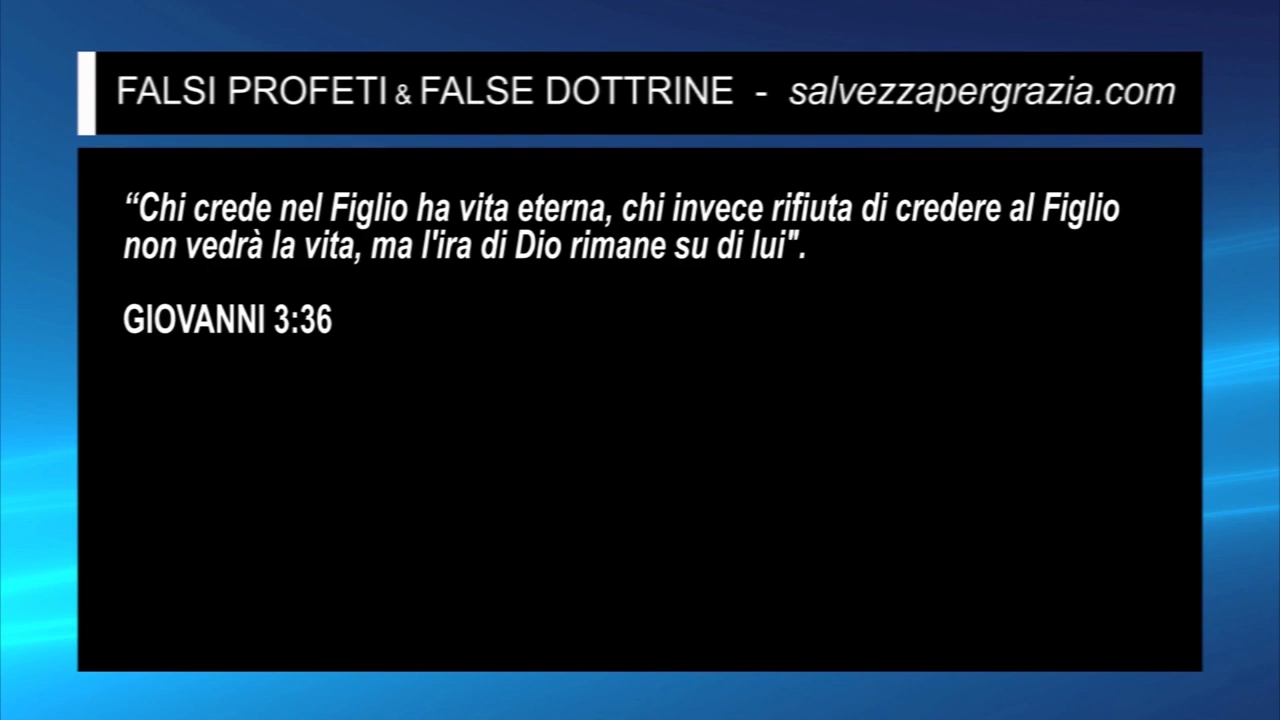 FALSI PROFETI & FALSE DOTTRINE - salvezzapergrazia.com
“Chi crede nel Figlio ha vita eterna, chi invece rifiuta di credere al Figlio
non vedrà la vita, ma l'ira di Dio rimane su di lui".
GIOVANNI 3:36